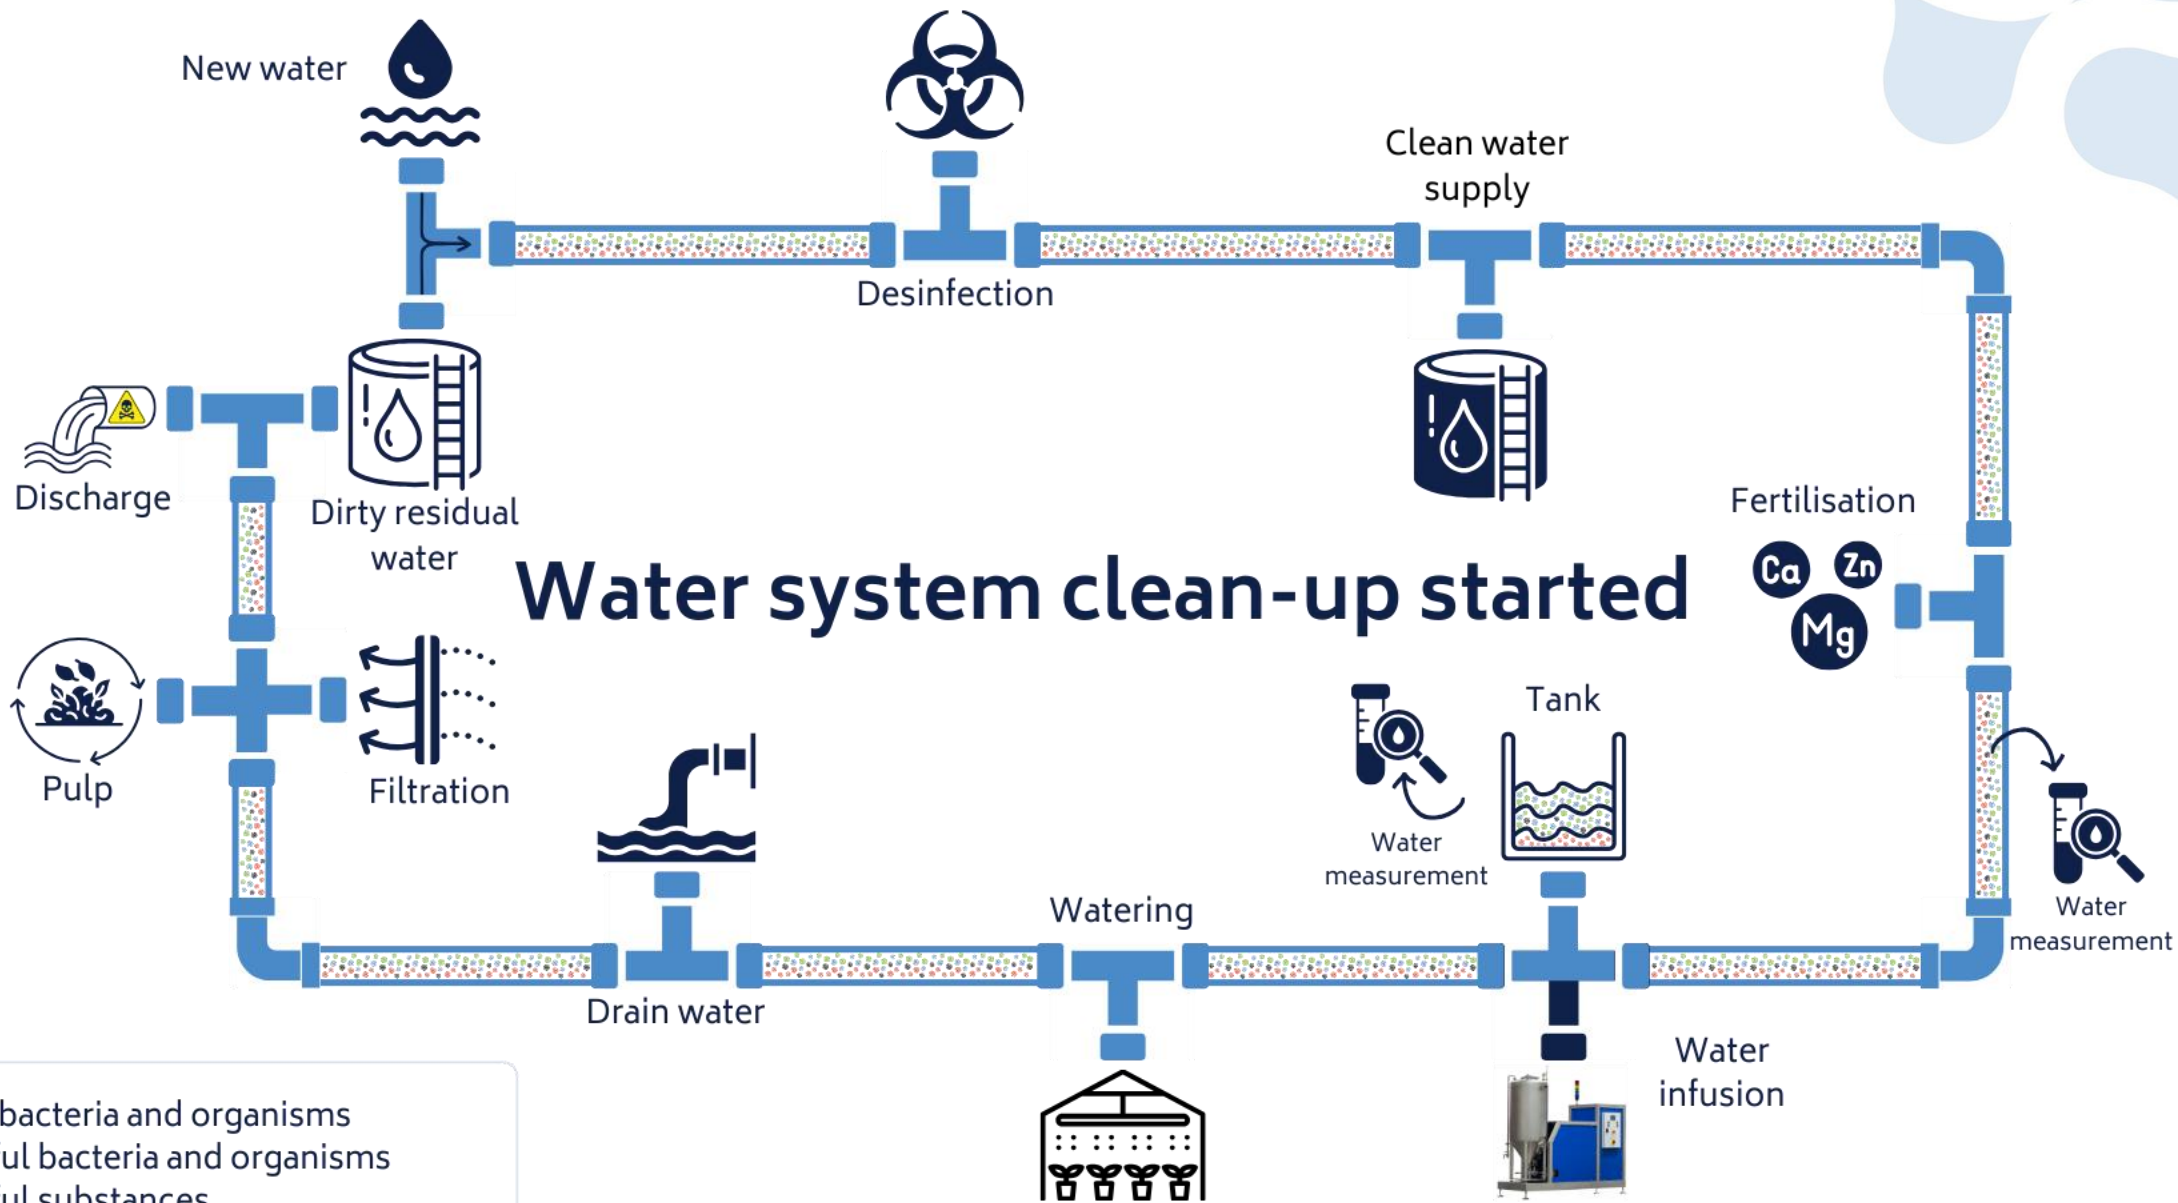 New water
Clean water
supply
Desinfection
Discharge
Dirty residual
water
Fertilisation
Ca
Zn
Mg
Water system clean-up started
Tank
Pulp
Filtration
Water
measurement
Watering
Water
measurement
Drain water
Water
infusion
bacteria and organisms
bacteria and organisms
substances